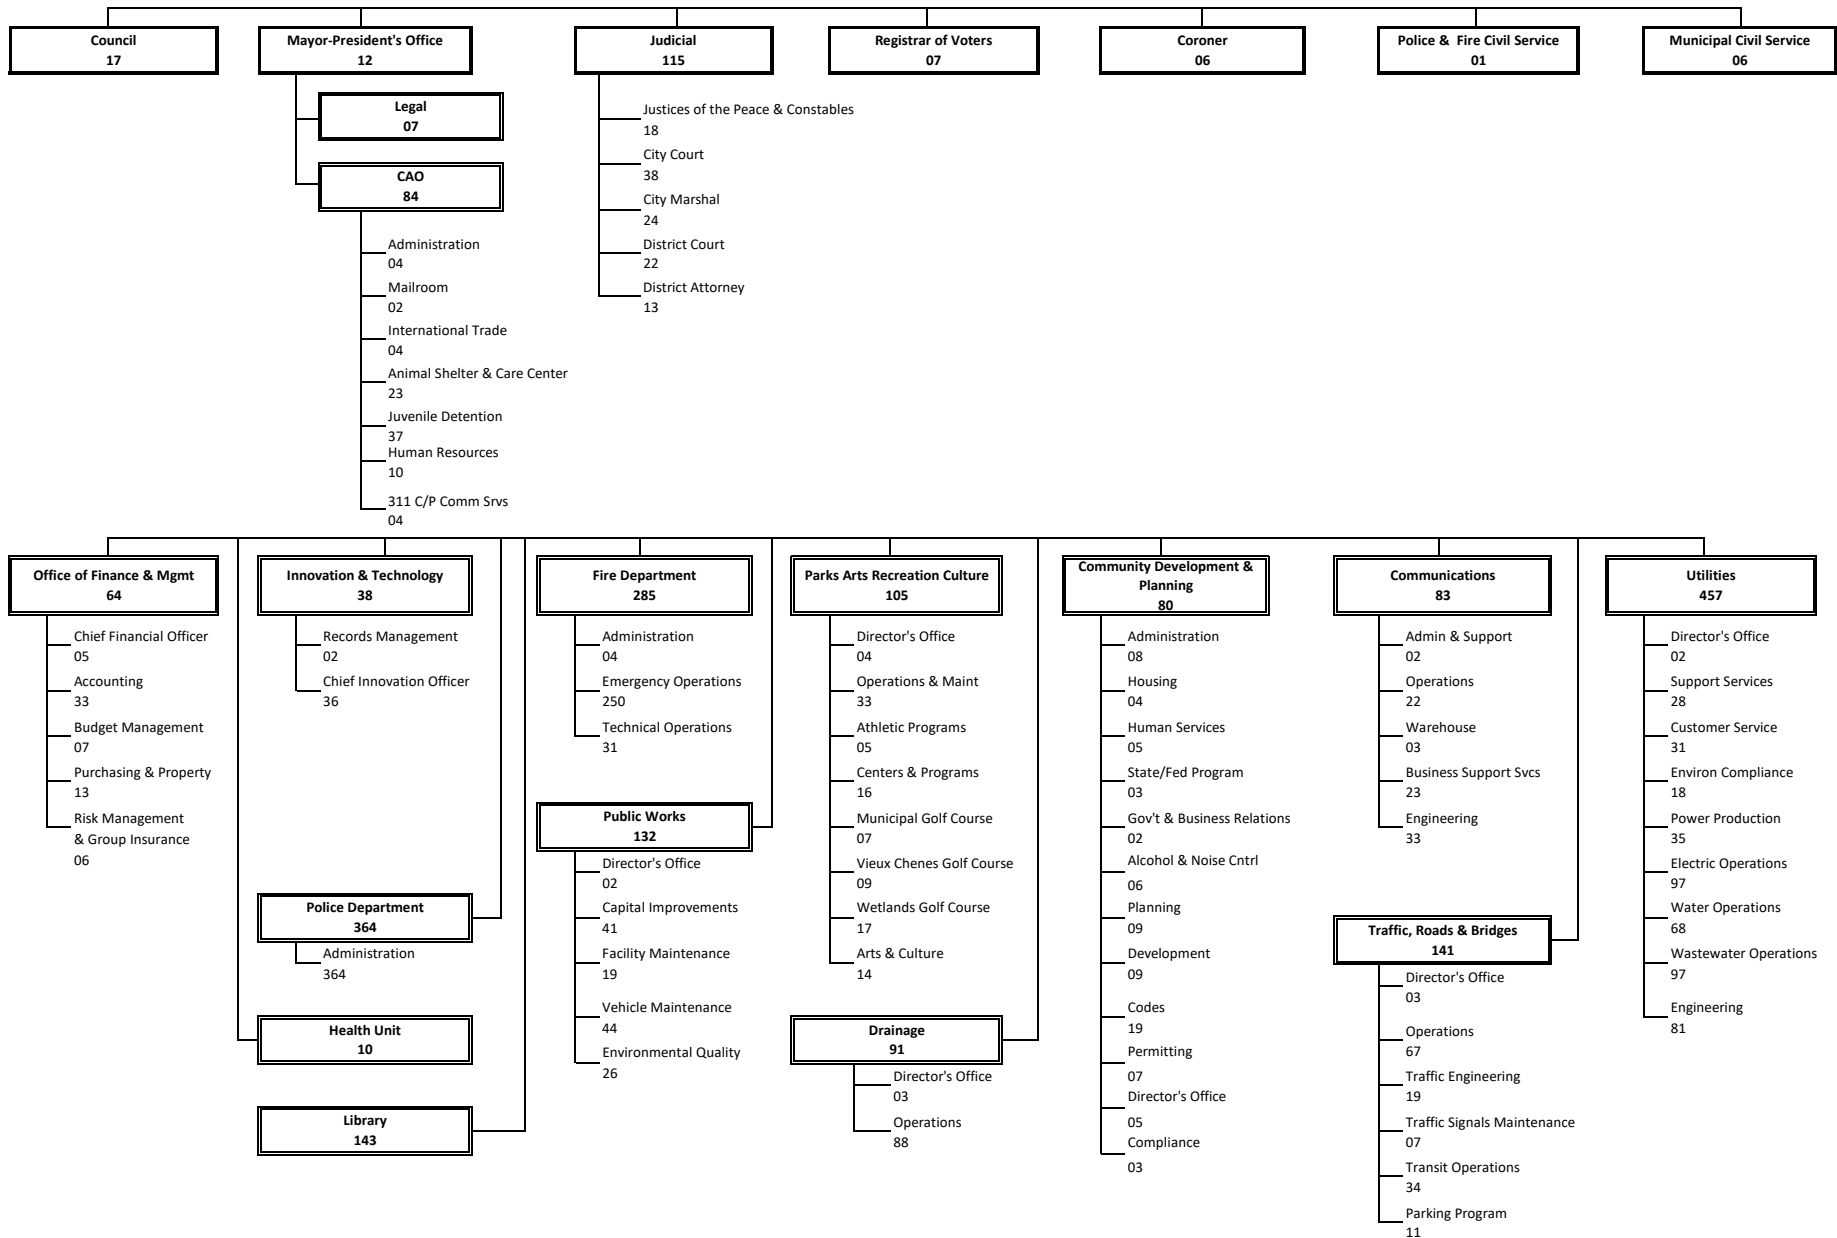 Council
17
Mayor-President's Office
12
Judicial
115
Registrar of Voters
07
Coroner
06
Police & Fire Civil Service
01
Municipal Civil Service
06
Legal
07
CAO
84
Administration
04
Mailroom
02
International Trade
04
Animal Shelter & Care Center
23
Juvenile Detention
37
Human Resources
10
311 C/P Comm Srvs
04
Justices of the Peace & Constables
18
City Court
38
City Marshal
24
District Court
22
District Attorney
13
Office of Finance & Mgmt
64
Chief Financial Officer
05
Accounting
33
Budget Management
07
Purchasing & Property
13
Risk Management
& Group Insurance
06
Innovation & Technology
38
Records Management
02
Chief Innovation Officer
36
Police Department
364
Administration
364
Health Unit
10
Library
143
Fire Department
285
Administration
04
Emergency Operations
250
Technical Operations
31
Public Works
132
Director's Office
02
Capital Improvements
41
Facility Maintenance
19
Vehicle Maintenance
44
Environmental Quality
26
Parks Arts Recreation Culture
105
Director's Office
04
Operations & Maint
33
Athletic Programs
05
Centers & Programs
16
Municipal Golf Course
07
Vieux Chenes Golf Course
09
Wetlands Golf Course
17
Arts & Culture
14
Drainage
91
Director's Office
03
Operations
88
Community Development &
Planning
80
Administration
08
Housing
04
Human Services
05
State/Fed Program
03
Gov't & Business Relations
02
Alcohol & Noise Cntrl
06
Planning
09
Development
09
Codes
19
Permitting
07
Director's Office
05
Compliance
03
Communications
83
Admin & Support
02
Operations
22
Warehouse
03
Business Support Svcs
23
Engineering
33
Traffic, Roads & Bridges
141
Director's Office
03
Operations
67
Traffic Engineering
19
Traffic Signals Maintenance
07
Transit Operations
34
Parking Program
11
Utilities
457
Director's Office
02
Support Services
28
Customer Service
31
Environ Compliance
18
Power Production
35
Electric Operations
97
Water Operations
68
Wastewater Operations
97
Engineering
81